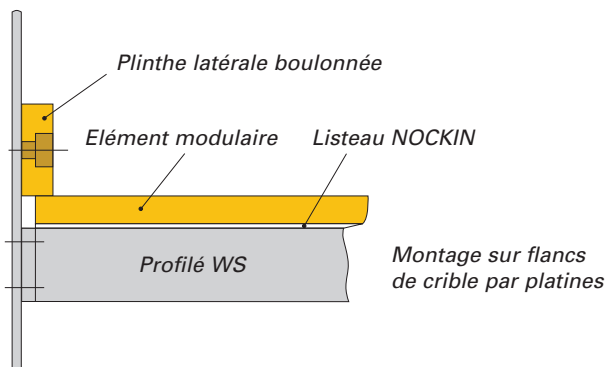 Plinthe latérale boulonnée
Elément modulaire
Listeau NOCKIN
Profilé WS
Montage sur flancs
de crible par platines